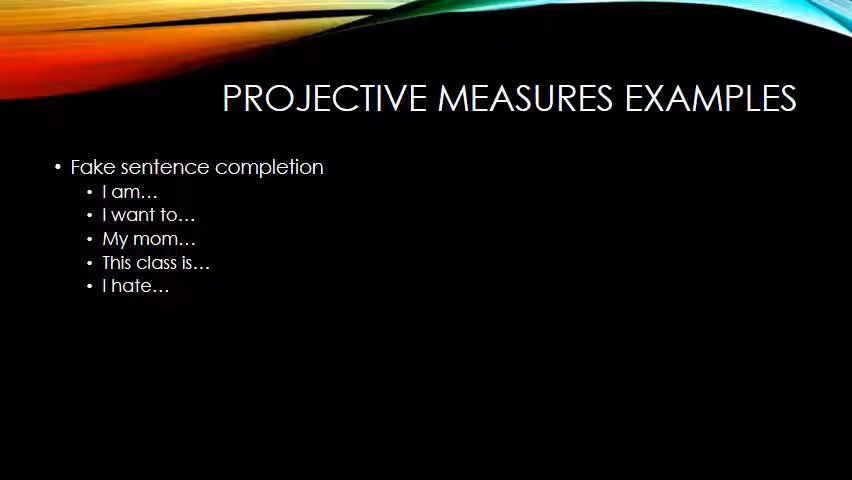 PROJECTIVE MEASURES EXAMPLES
• Fake sentence completion
• I am…
• I want to…
• My mom…
• This class is…
• I hate…